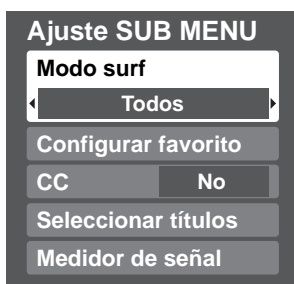 Ajuste SUB MENU
Modo surf
Todos
Configurar favorito
CC No
Seleccionar títulos
Medidor de señal